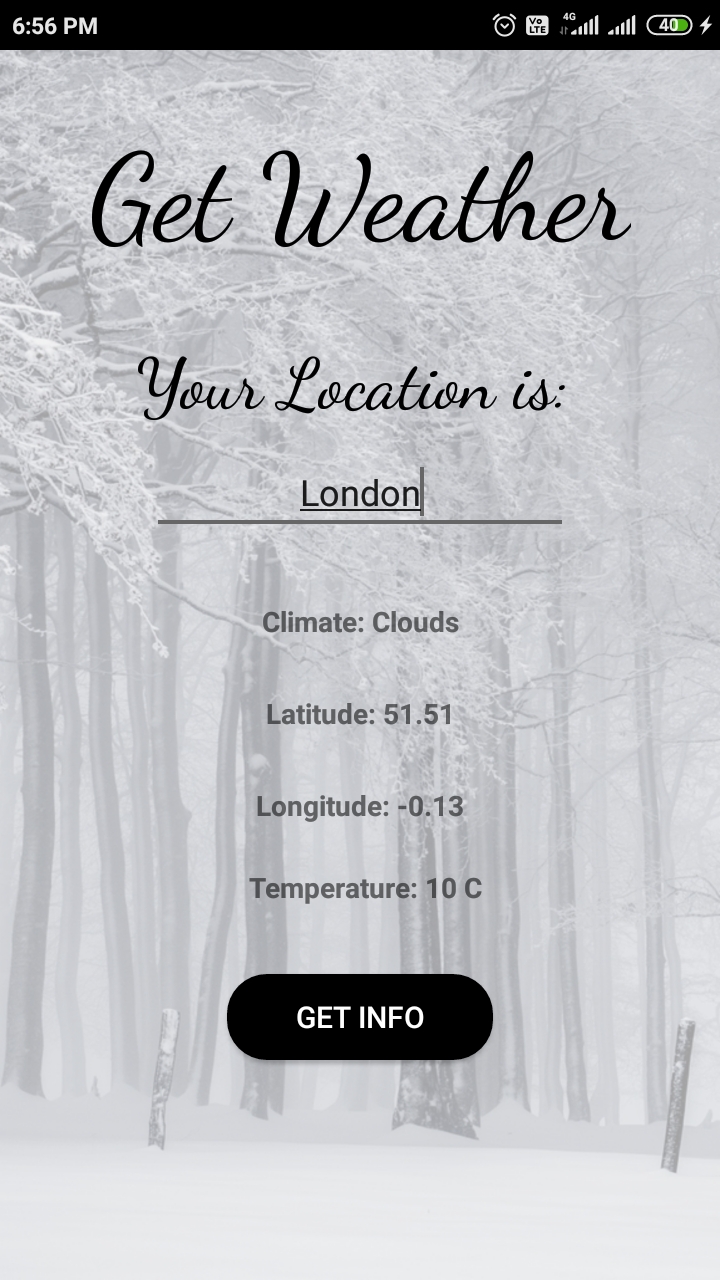 6:56 PM
Vo LTE 4G 40
Get Weather
Your Location is:
London
Climate: Clouds
Latitude: 51.51
Longitude: -0.13
Temperature: 10 C
GET INFO